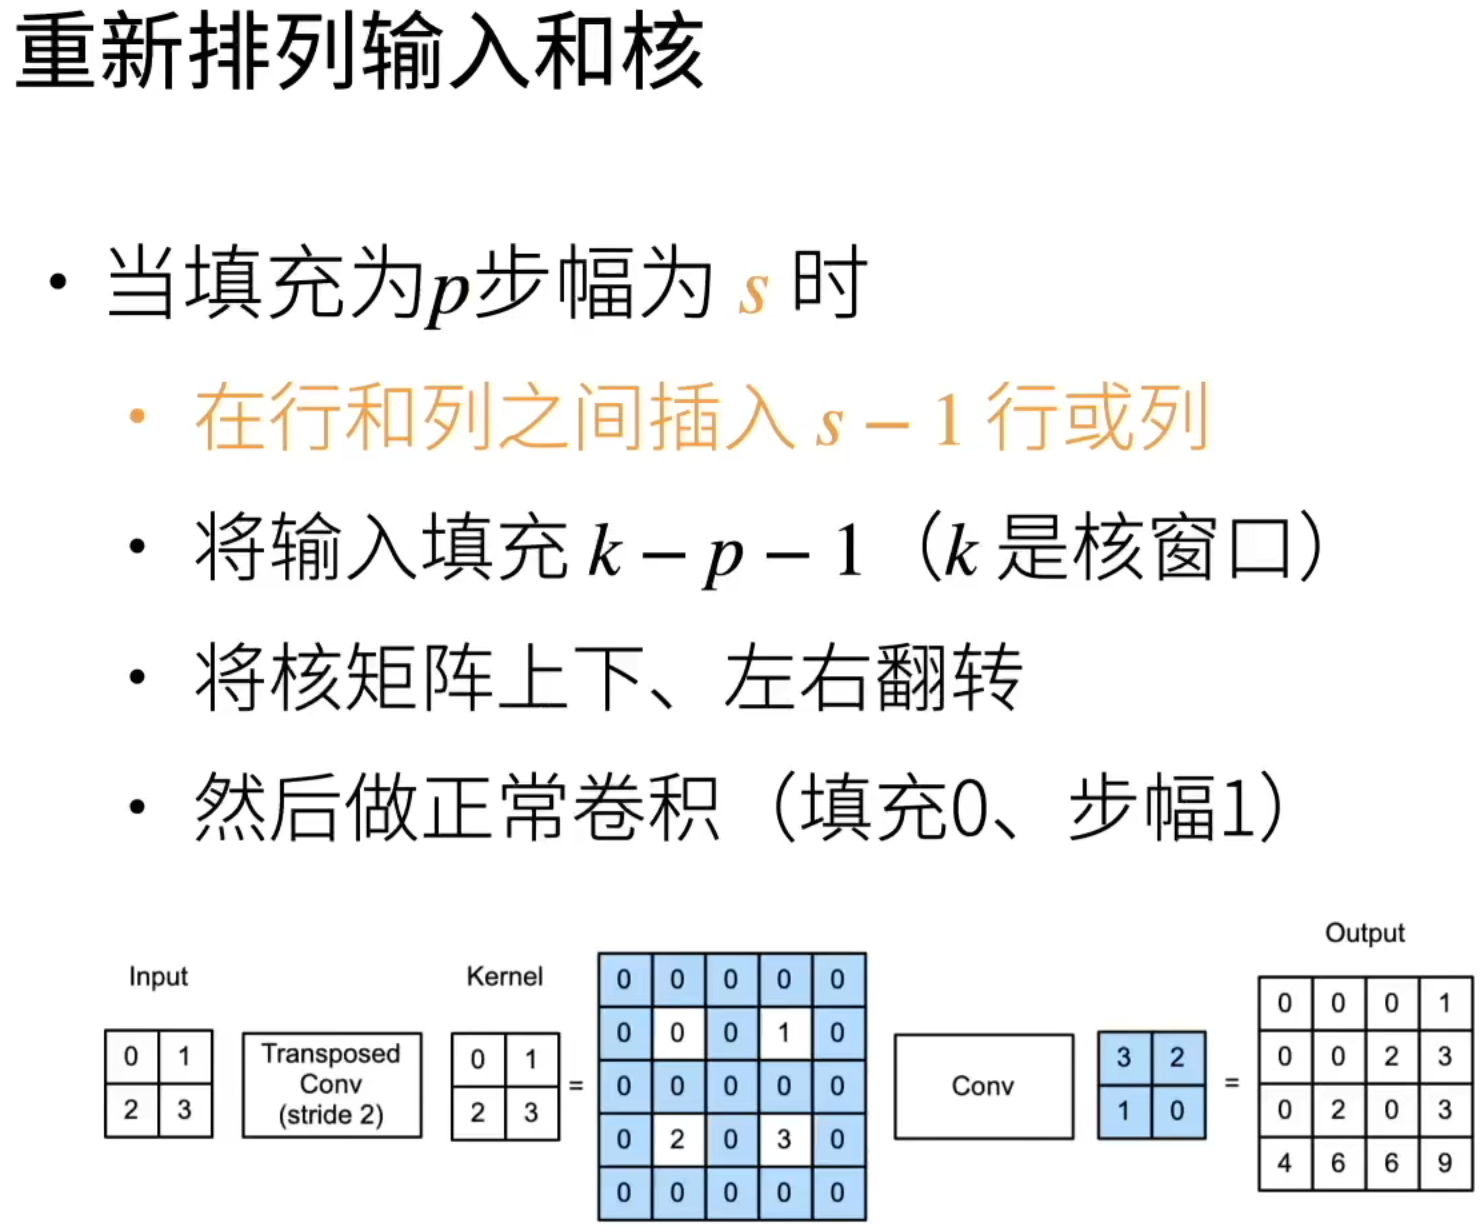 重新排列输入和核
• 当填充为p步幅为 s 时
• 在行和列之间插入 s − 1 行或列
• 将输入填充 k − p − 1（k 是核窗口）
• 将核矩阵上下、左右翻转
• 然后做正常卷积（填充0、步幅1）
Input
0 1
2 3
Transposed
Conv
(stride 2)
Kernel
0 1
2 3
=
0 0 0 0 0
0 0 0 1 0
0 0 0 0 0
0 2 0 3 0
0 0 0 0 0
Conv
3 2
1 0
=
Output
0 0 0 1
0 0 2 3
0 2 0 3
4 6 6 9